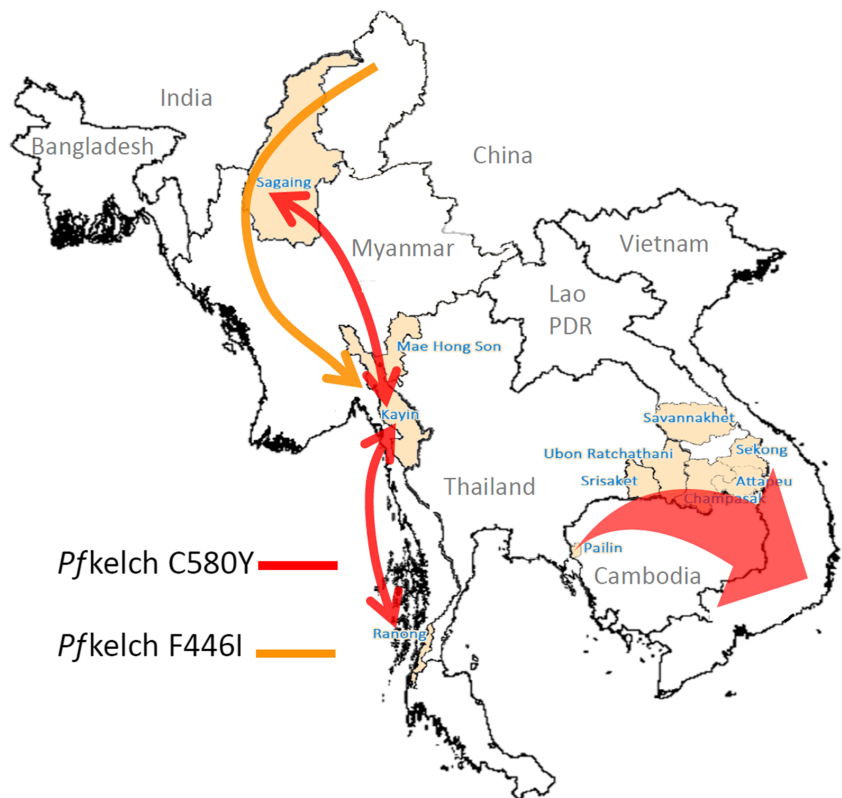 India
Bangladesh
China
Sagaing
Myanmar
Vietnam
Lao
PDR
Mae Hong Son
Kayin
Savannakhet
Ubon Ratchathani
Sekong
Srisaket
Attapeu
Thailand
Champasak
Pailin
Cambodia
Pfkelch C580Y
Ranong
Pfkelch F446I